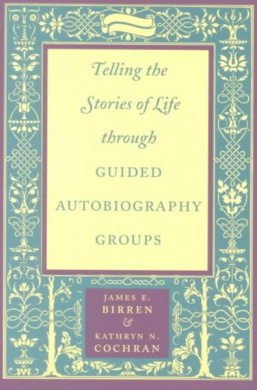 Telling the
Stories of Life
through
GUIDED
AUTOBIOGRAPHY
GROUPS
JAMES E.
BIRREN
&
KATHRYN N.
COCHRAN